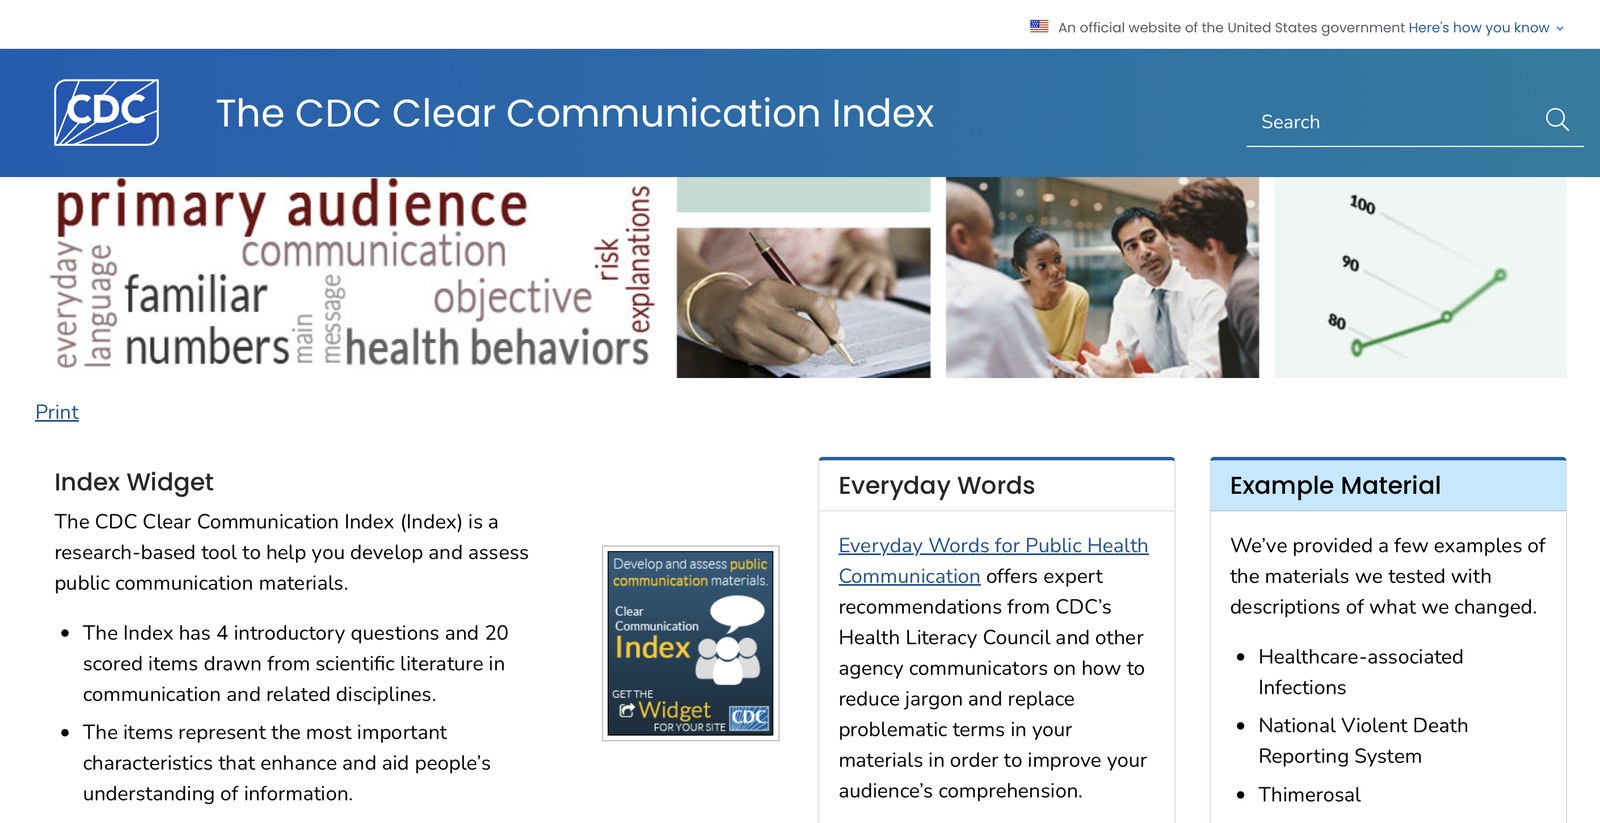 An official website of the United States government Here's how you know
CDC
The CDC Clear Communication Index
Search
primary audience
communication
everyday
language
familiar
numbers
main
message
objective
risk
explanations
health behaviors
100
90
80
Print
Index Widget
The CDC Clear Communication Index (Index) is a
research-based tool to help you develop and assess
public communication materials.
• The Index has 4 introductory questions and 20
scored items drawn from scientific literature in
communication and related disciplines.
• The items represent the most important
characteristics that enhance and aid people’s
understanding of information.
Develop and assess public
communication materials.
Clear
Communication
Index
GET THE
Widget
FOR YOUR SITE
CDC
Everyday Words
Everyday Words for Public Health
Communication offers expert
recommendations from CDC’s
Health Literacy Council and other
agency communicators on how to
reduce jargon and replace
problematic terms in your
materials in order to improve your
audience’s comprehension.
Example Material
We’ve provided a few examples of
the materials we tested with
descriptions of what we changed.
• Healthcare-associated
Infections
• National Violent Death
Reporting System
• Thimerosal